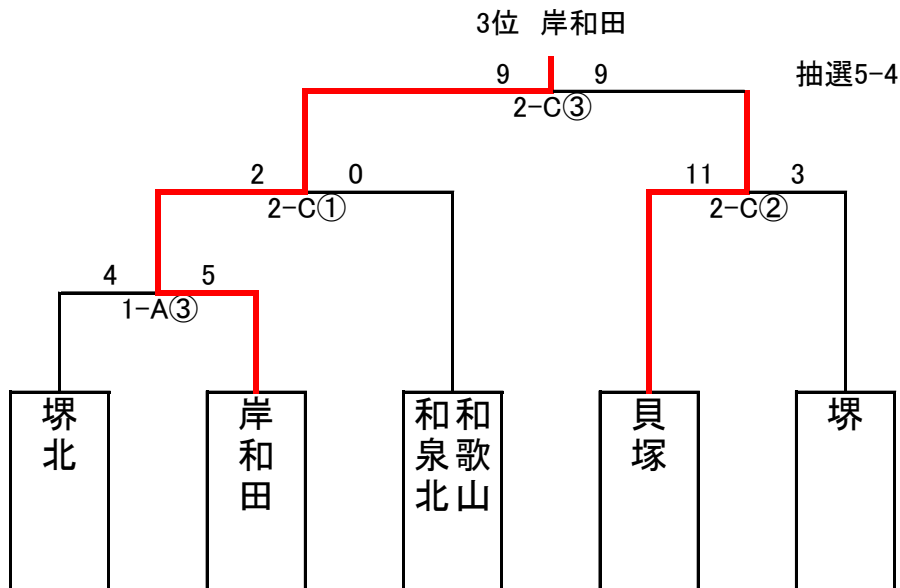 3位 岸和田
9 9 抽選5-4
2-C③
2 0 11 3
2-C① 2-C②
4 5
1-A③
堺北
岸和田
和歌山
和泉北
貝塚
堺